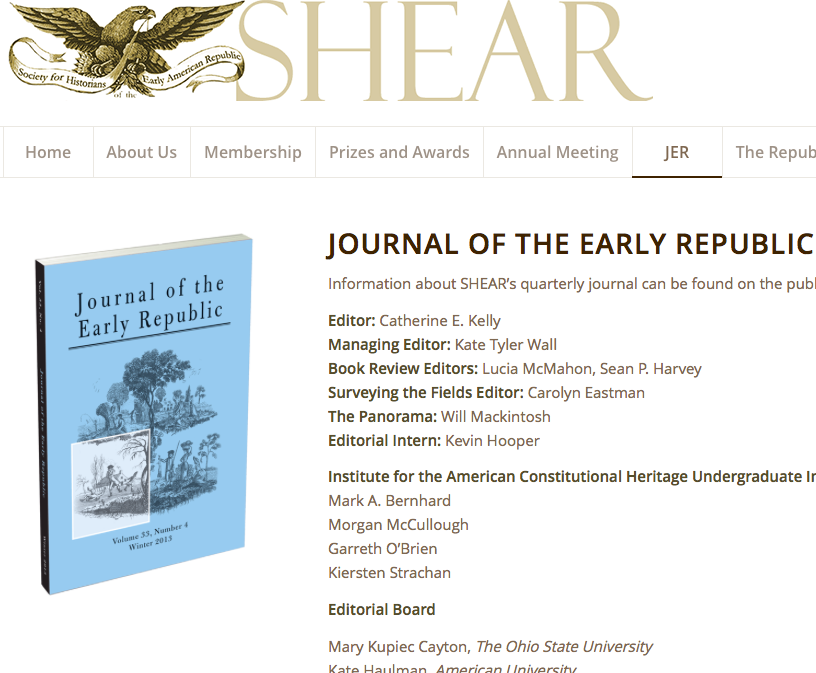 Society for Historians of the Early American Republic
SHEAR
Home About Us Membership Prizes and Awards Annual Meeting JER The Repub
Journal of the
Early Republic
Volume 33, Number 4
Winter 2013
JOURNAL OF THE EARLY REPUBLIC
Information about SHEAR’s quarterly journal can be found on the publ
Editor: Catherine E. Kelly
Managing Editor: Kate Tyler Wall
Book Review Editors: Lucia McMahon, Sean P. Harvey
Surveying the Fields Editor: Carolyn Eastman
The Panorama: Will Mackintosh
Editorial Intern: Kevin Hooper
Institute for the American Constitutional Heritage Undergraduate In
Mark A. Bernhard
Morgan McCullough
Garreth O’Brien
Kiersten Strachan
Editorial Board
Mary Kupiec Cayton, The Ohio State University
Kate Haulman, American University